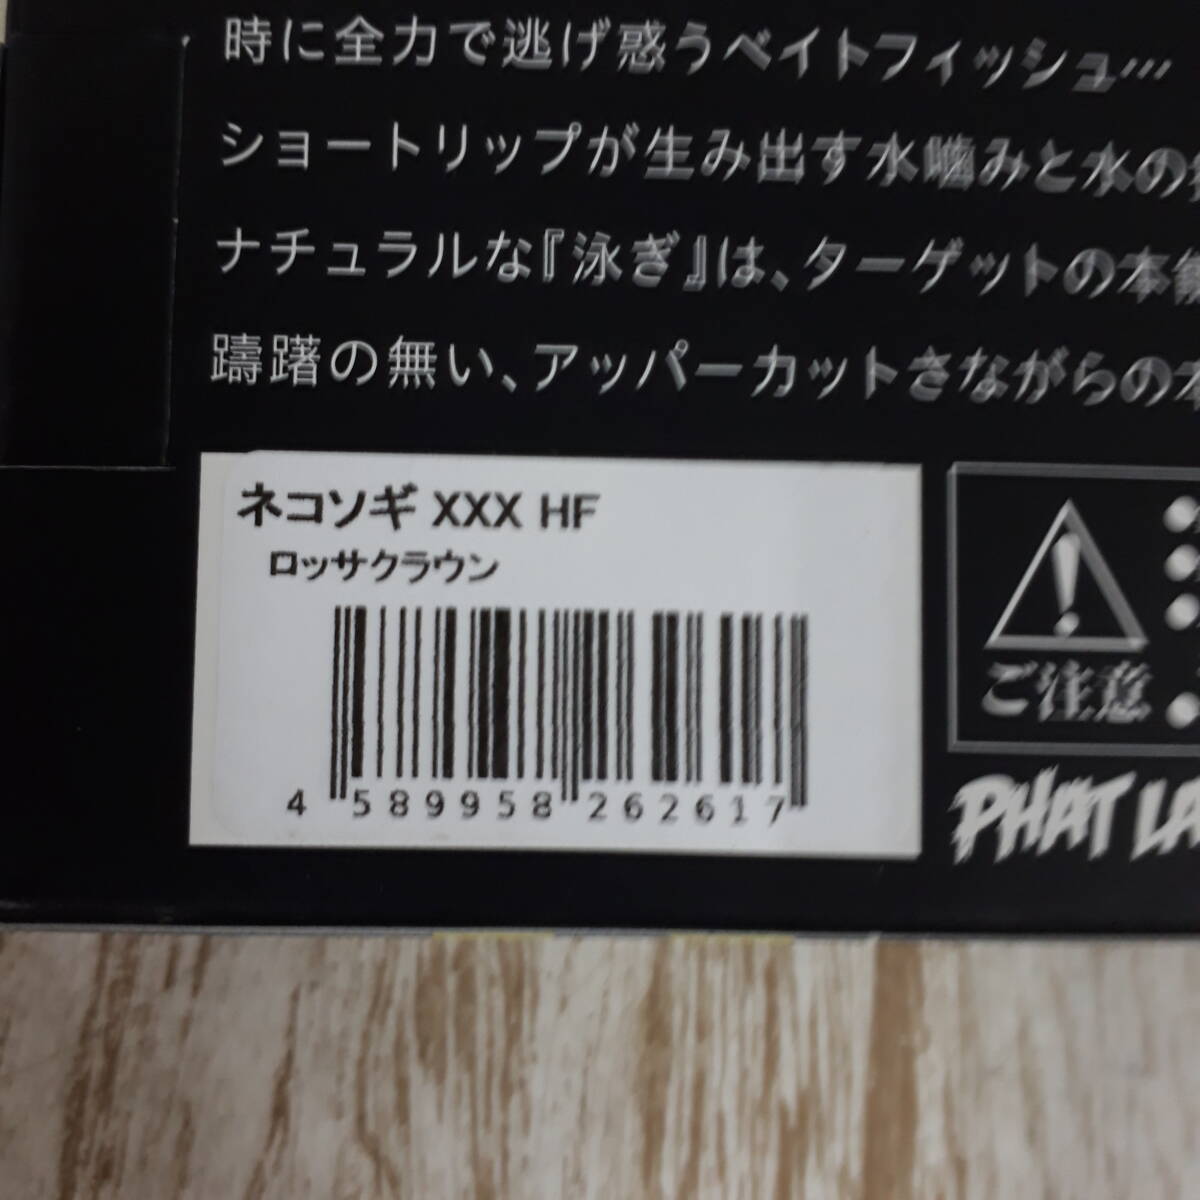 時に全力で逃げ惑うベイトフィッシュ…
ショートリップが生み出す水噛みと水の
ナチュラルな『泳ぎ』は、ターゲットの本能
躊躇の無い、アッパーカットさながらの本
ネコソギ XXX HF
ロッサクラウン
4 589958 262617
ご注意
PHAT LA